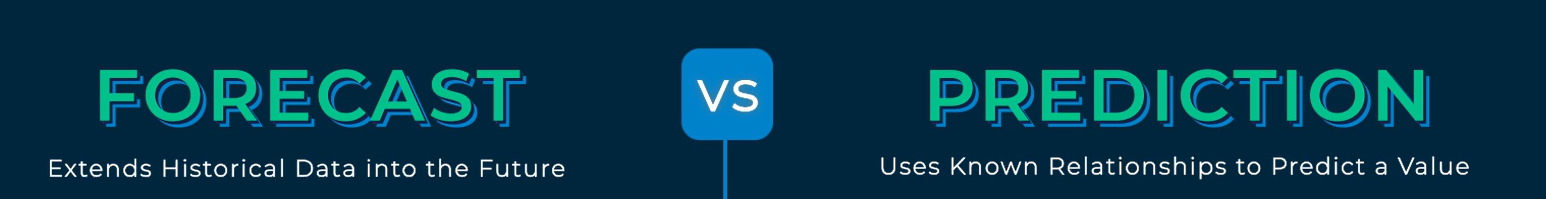 FORECAST
VS
PREDICTION
Extends Historical Data into the Future
Uses Known Relationships to Predict a Value